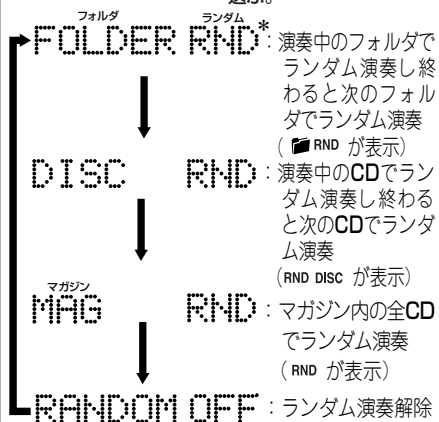 選ぶ。
フォルダ ランダム
FOLDER RND*：演奏中のフォルダで
ランダム演奏し終
わると次のフォル
ダでランダム演奏
（ RND が表示）
DISC RND：演奏中のCDでラン
ダム演奏し終わる
と次のCDでランダ
ム演奏
（RND DISC が表示）
マガジン
MAG RND：マガジン内の全CD
でランダム演奏
（RND が表示）
RANDOM OFF：ランダム演奏解除